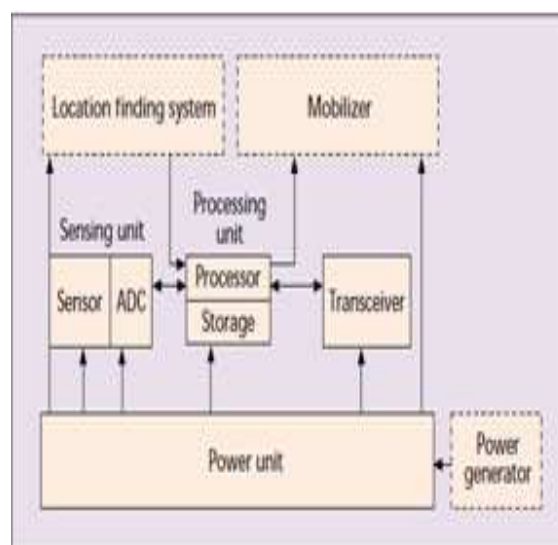 Location finding system
Mobilizer
Sensing unit
Processing
unit
Sensor
ADC
Processor
Storage
Transceiver
Power unit
Power
generator